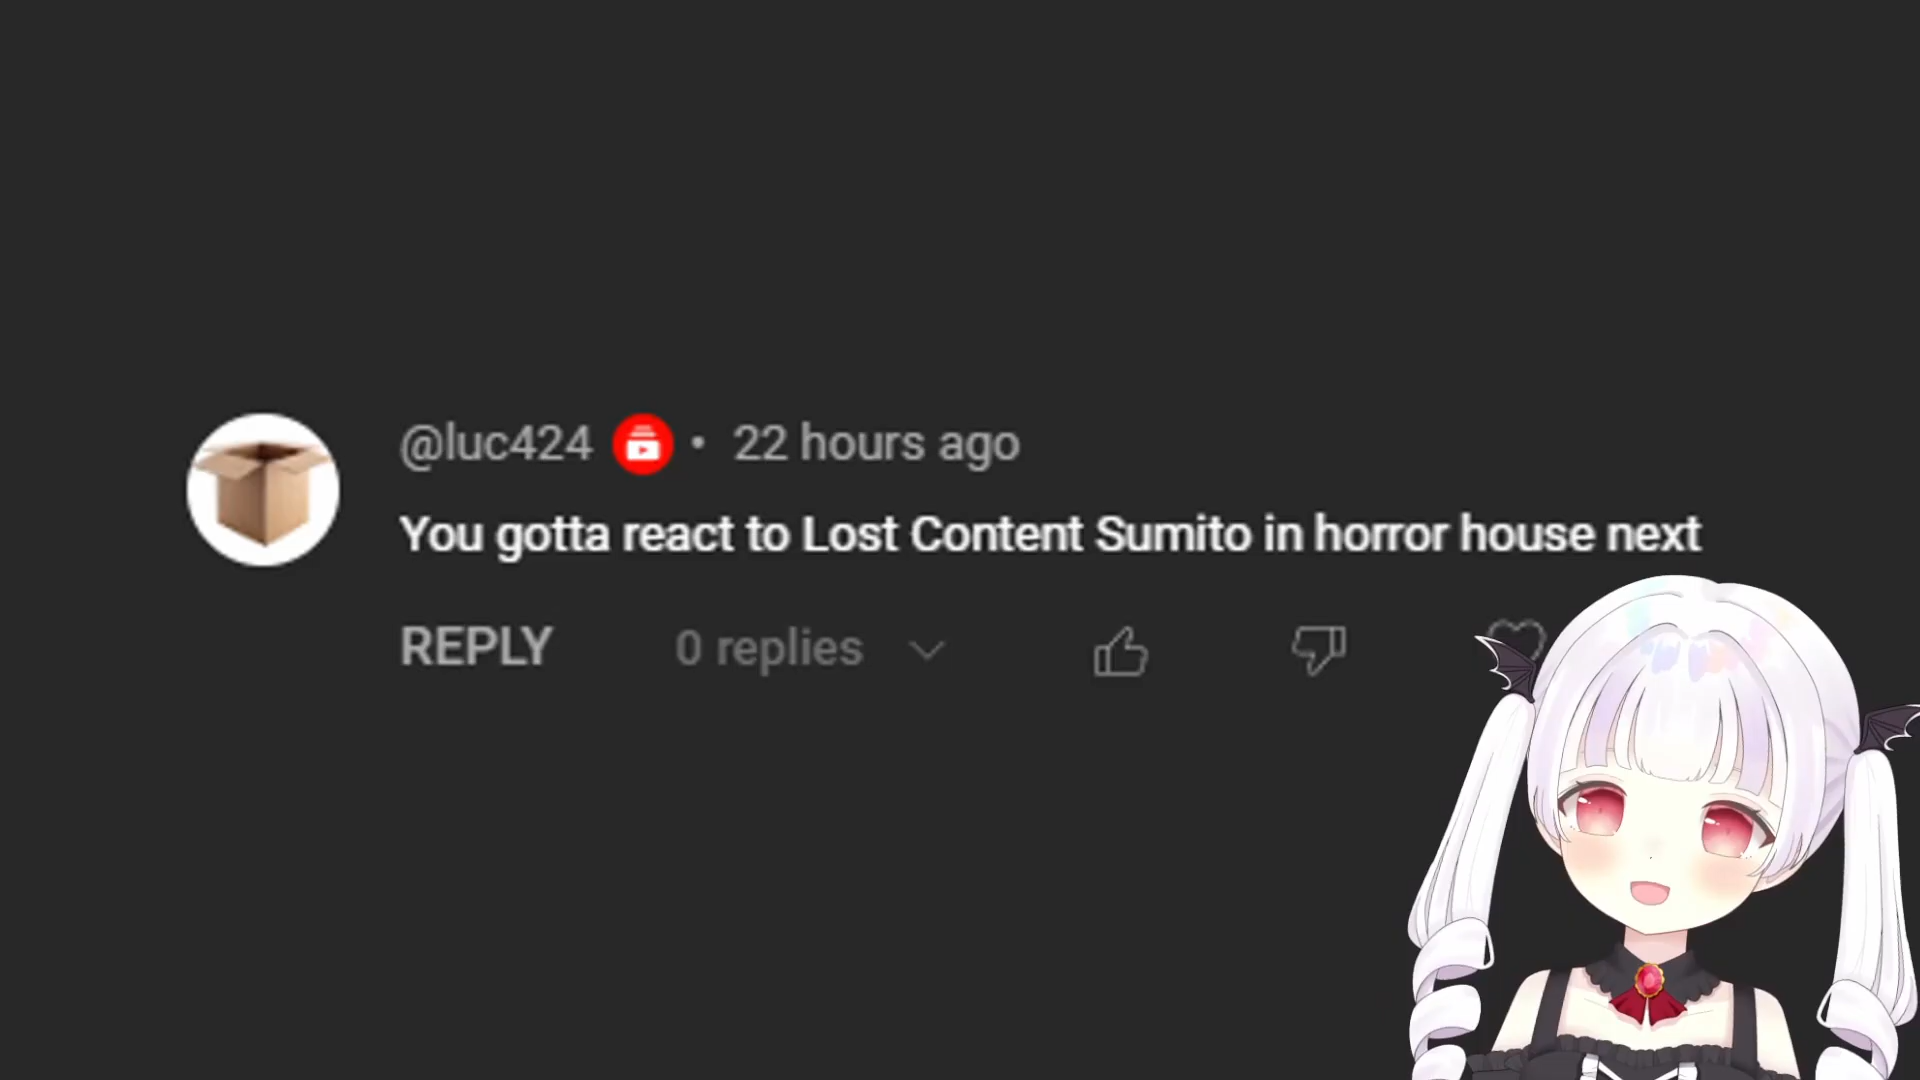 @luc424 • 22 hours ago
You gotta react to Lost Content Sumito in horror house next
REPLY 0 replies